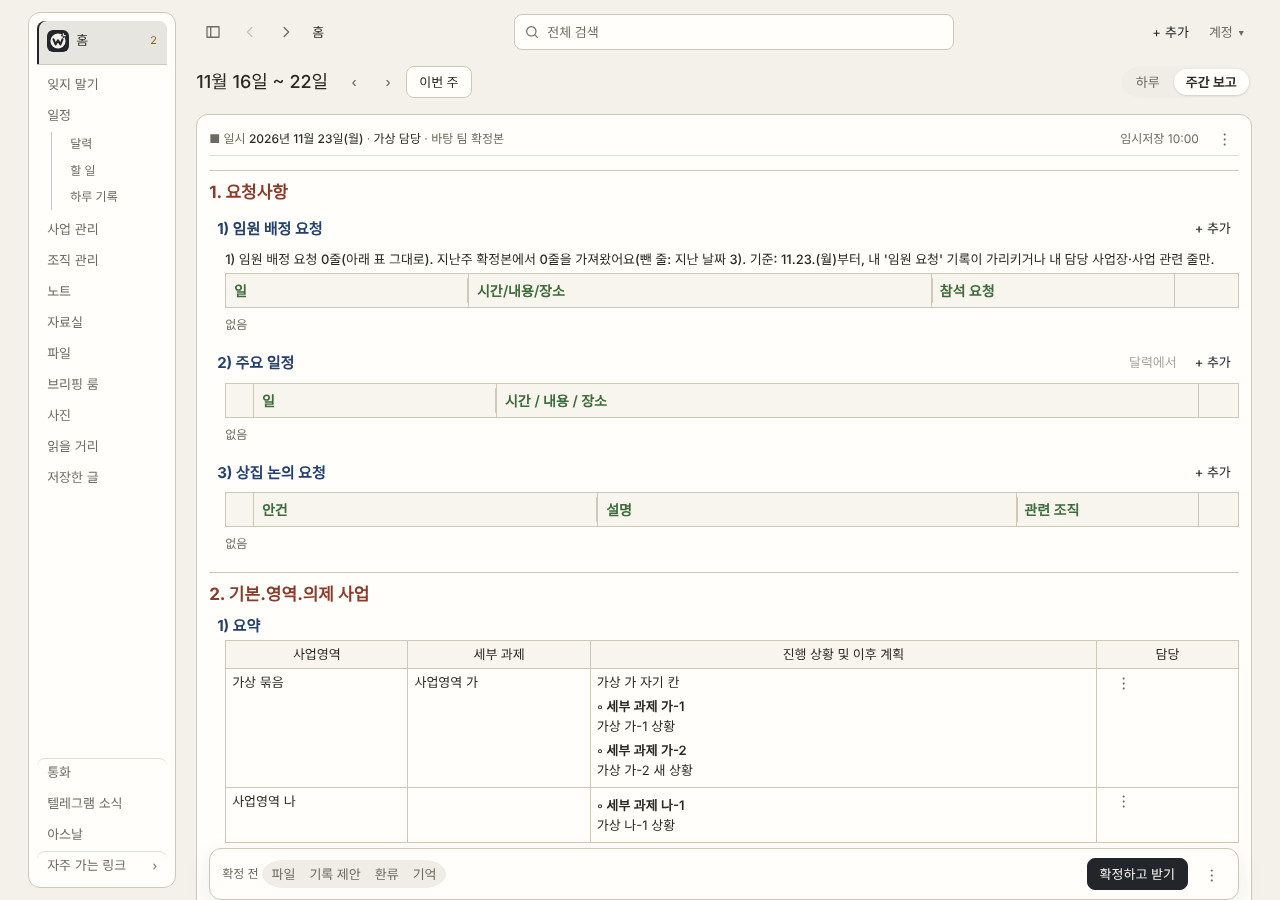 홈 2
잊지 말기
일정
달력
할 일
하루 기록
사업 관리
조직 관리
노트
자료실
파일
브리핑 룸
사진
읽을 거리
저장한 글
통화
텔레그램 소식
아스날
자주 가는 링크 ›
‹ › 홈
전체 검색
+ 추가 계정 ▾
11월 16일 ~ 22일 ‹ › 이번 주
하루 주간 보고
■ 일시 2026년 11월 23일(월) · 가상 담당 · 바탕 팀 확정본
임시저장 10:00 ⋮
1. 요청사항
1) 임원 배정 요청 + 추가
1) 임원 배정 요청 0줄(아래 표 그대로). 지난주 확정본에서 0줄을 가져왔어요(뺀 줄: 지난 날짜 3). 기준: 11.23.(월)부터, 내 '임원 요청' 기록이 가리키거나 내 담당 사업장·사업 관련 줄만.
일 시간/내용/장소 참석 요청
없음
2) 주요 일정 달력에서 + 추가
일 시간 / 내용 / 장소
없음
3) 상집 논의 요청 + 추가
안건 설명 관련 조직
없음
2. 기본.영역.의제 사업
1) 요약
사업영역 세부 과제 진행 상황 및 이후 계획 담당
가상 묶음 사업영역 가 가상 가 자기 칸 ⋮
∘ 세부 과제 가-1
가상 가-1 상황
∘ 세부 과제 가-2
가상 가-2 새 상황
사업영역 나 ∘ 세부 과제 나-1 ⋮
가상 나-1 상황
확정 전 파일 기록 제안 환류 기억
확정하고 받기 ⋮